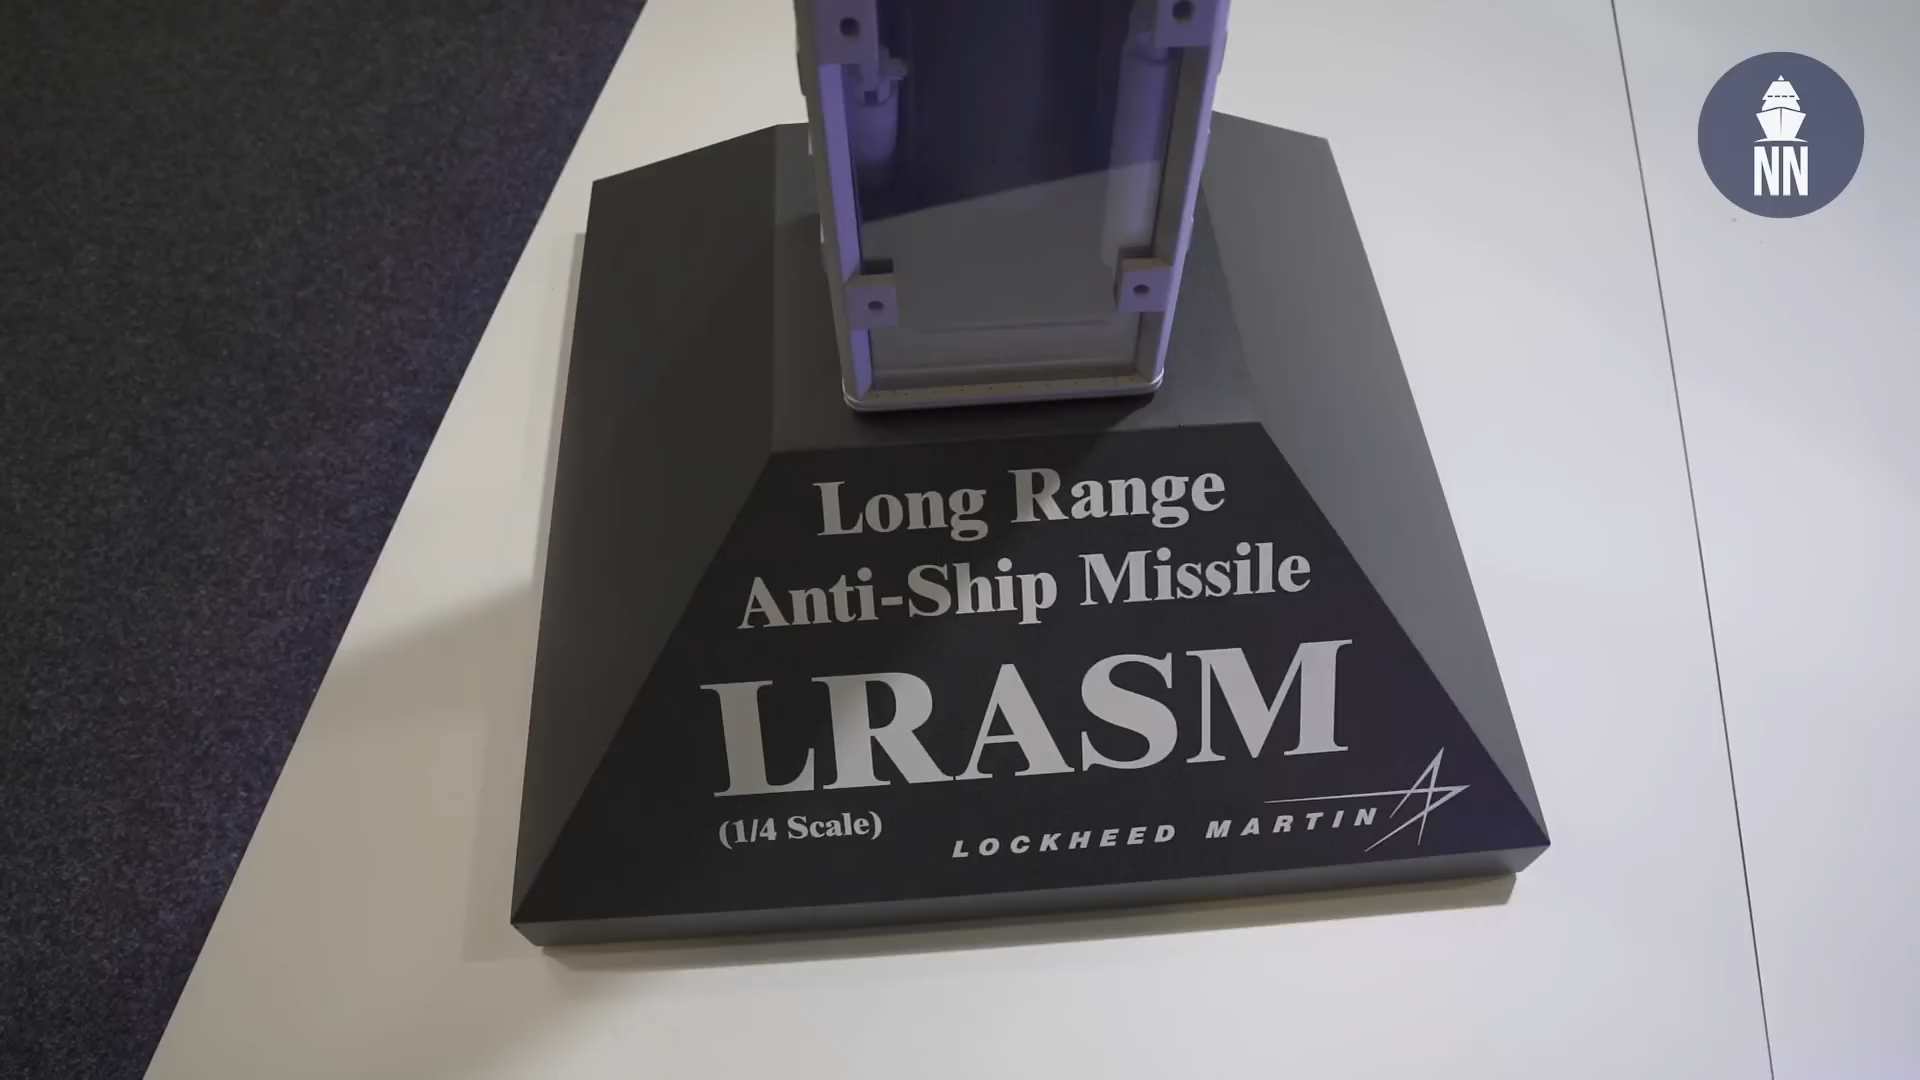 NN
Long Range
Anti-Ship Missile
LRASM
(1/4 Scale)
LOCKHEED MARTIN